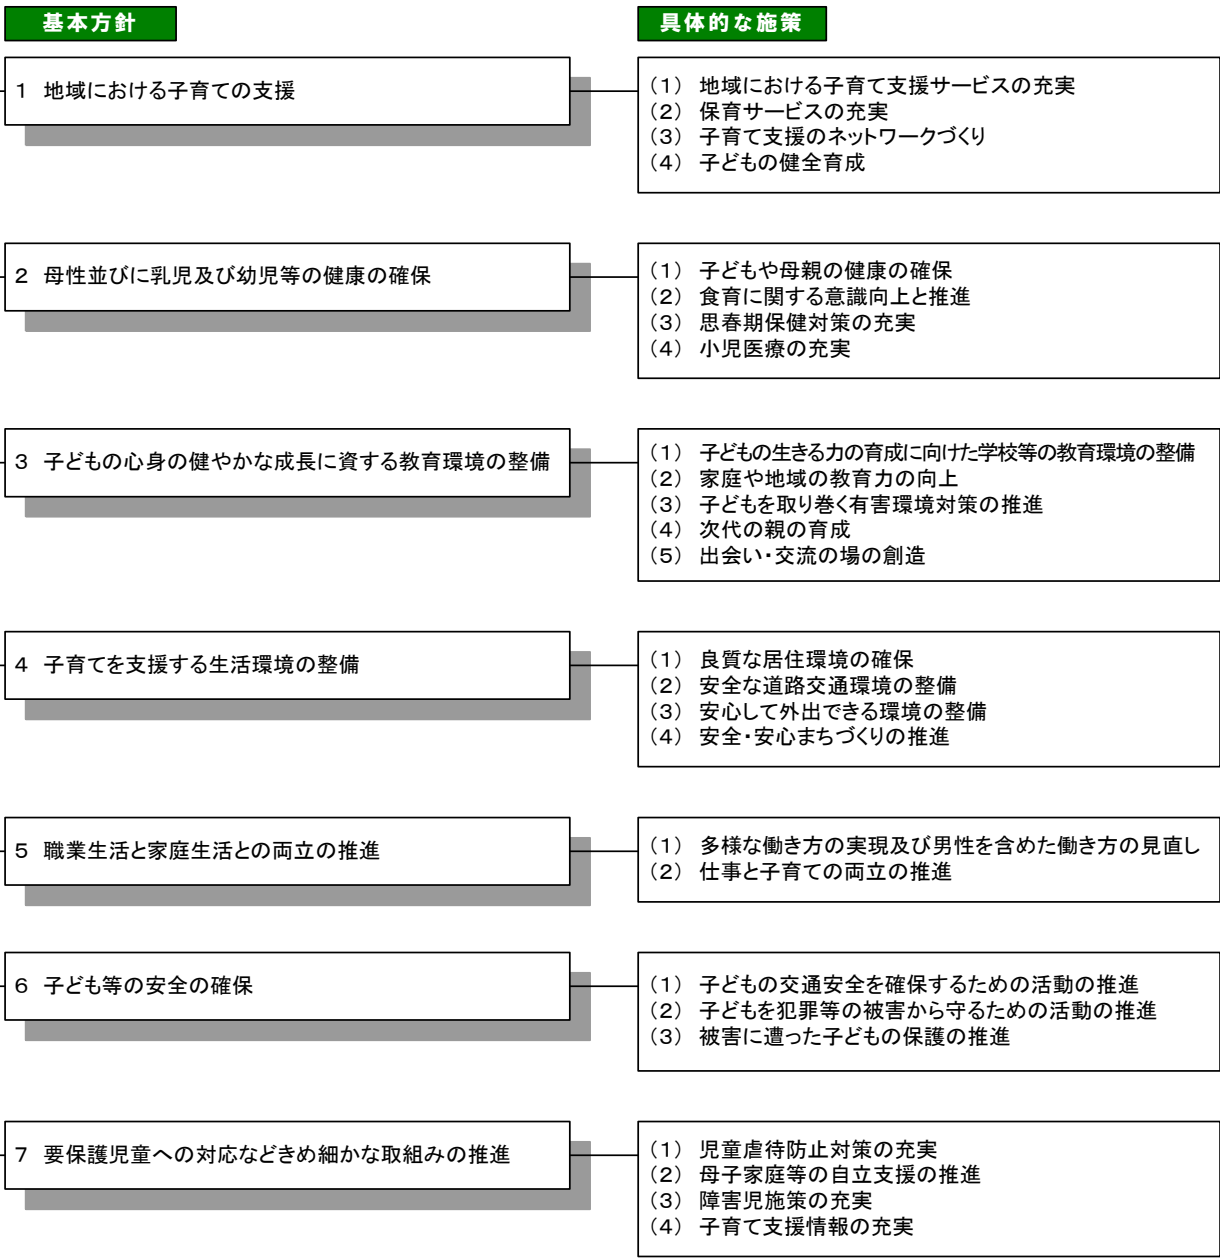 基本方針
具体的な施策
1 地域における子育ての支援
(1) 地域における子育て支援サービスの充実
(2) 保育サービスの充実
(3) 子育て支援のネットワークづくり
(4) 子どもの健全育成
2 母性並びに乳児及び幼児等の健康の確保
(1) 子どもや母親の健康の確保
(2) 食育に関する意識向上と推進
(3) 思春期保健対策の充実
(4) 小児医療の充実
3 子どもの心身の健やかな成長に資する教育環境の整備
(1) 子どもの生きる力の育成に向けた学校等の教育環境の整備
(2) 家庭や地域の教育力の向上
(3) 子どもを取り巻く有害環境対策の推進
(4) 次代の親の育成
(5) 出会い・交流の場の創造
4 子育てを支援する生活環境の整備
(1) 良質な居住環境の確保
(2) 安全な道路交通環境の整備
(3) 安心して外出できる環境の整備
(4) 安全・安心まちづくりの推進
5 職業生活と家庭生活との両立の推進
(1) 多様な働き方の実現及び男性を含めた働き方の見直し
(2) 仕事と子育ての両立の推進
6 子ども等の安全の確保
(1) 子どもの交通安全を確保するための活動の推進
(2) 子どもを犯罪等の被害から守るための活動の推進
(3) 被害に遭った子どもの保護の推進
7 要保護児童への対応などきめ細かな取組みの推進
(1) 児童虐待防止対策の充実
(2) 母子家庭等の自立支援の推進
(3) 障害児施策の充実
(4) 子育て支援情報の充実